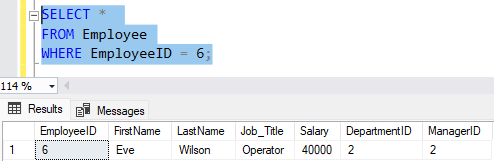 SELECT *
FROM Employee
WHERE EmployeeID = 6;
114 %
Results Messages
EmployeeID FirstName LastName Job_Title Salary DepartmentID ManagerID
1 6 Eve Wilson Operator 40000 2 2